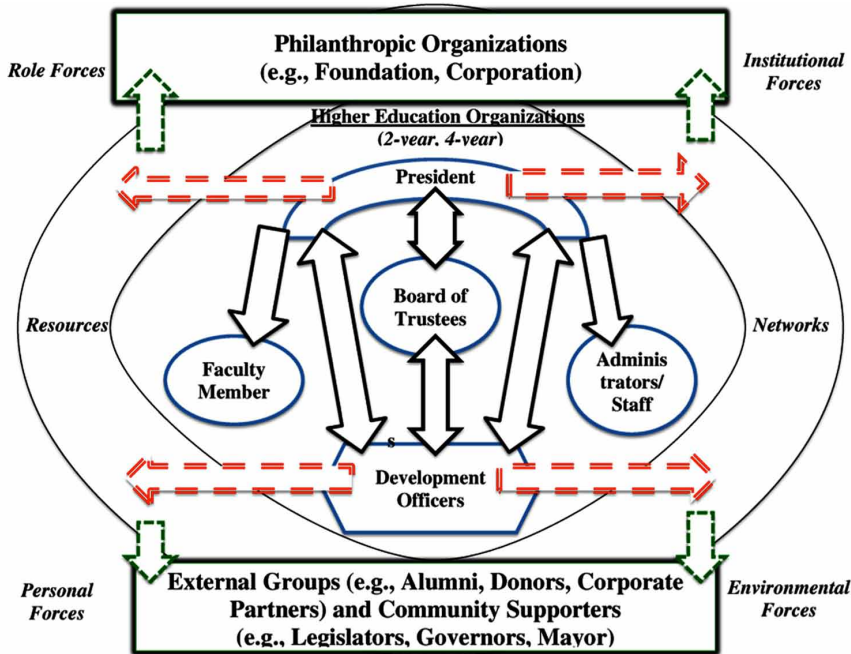 Philanthropic Organizations
(e.g., Foundation, Corporation)
Role Forces
Institutional
Forces
Higher Education Organizations
(2-year, 4-year)
President
Board of
Trustees
Resources
Networks
Faculty
Member
Adminis
trators/
Staff
s
Development
Officers
Personal
Forces
External Groups (e.g., Alumni, Donors, Corporate
Partners) and Community Supporters
(e.g., Legislators, Governors, Mayor)
Environmental
Forces